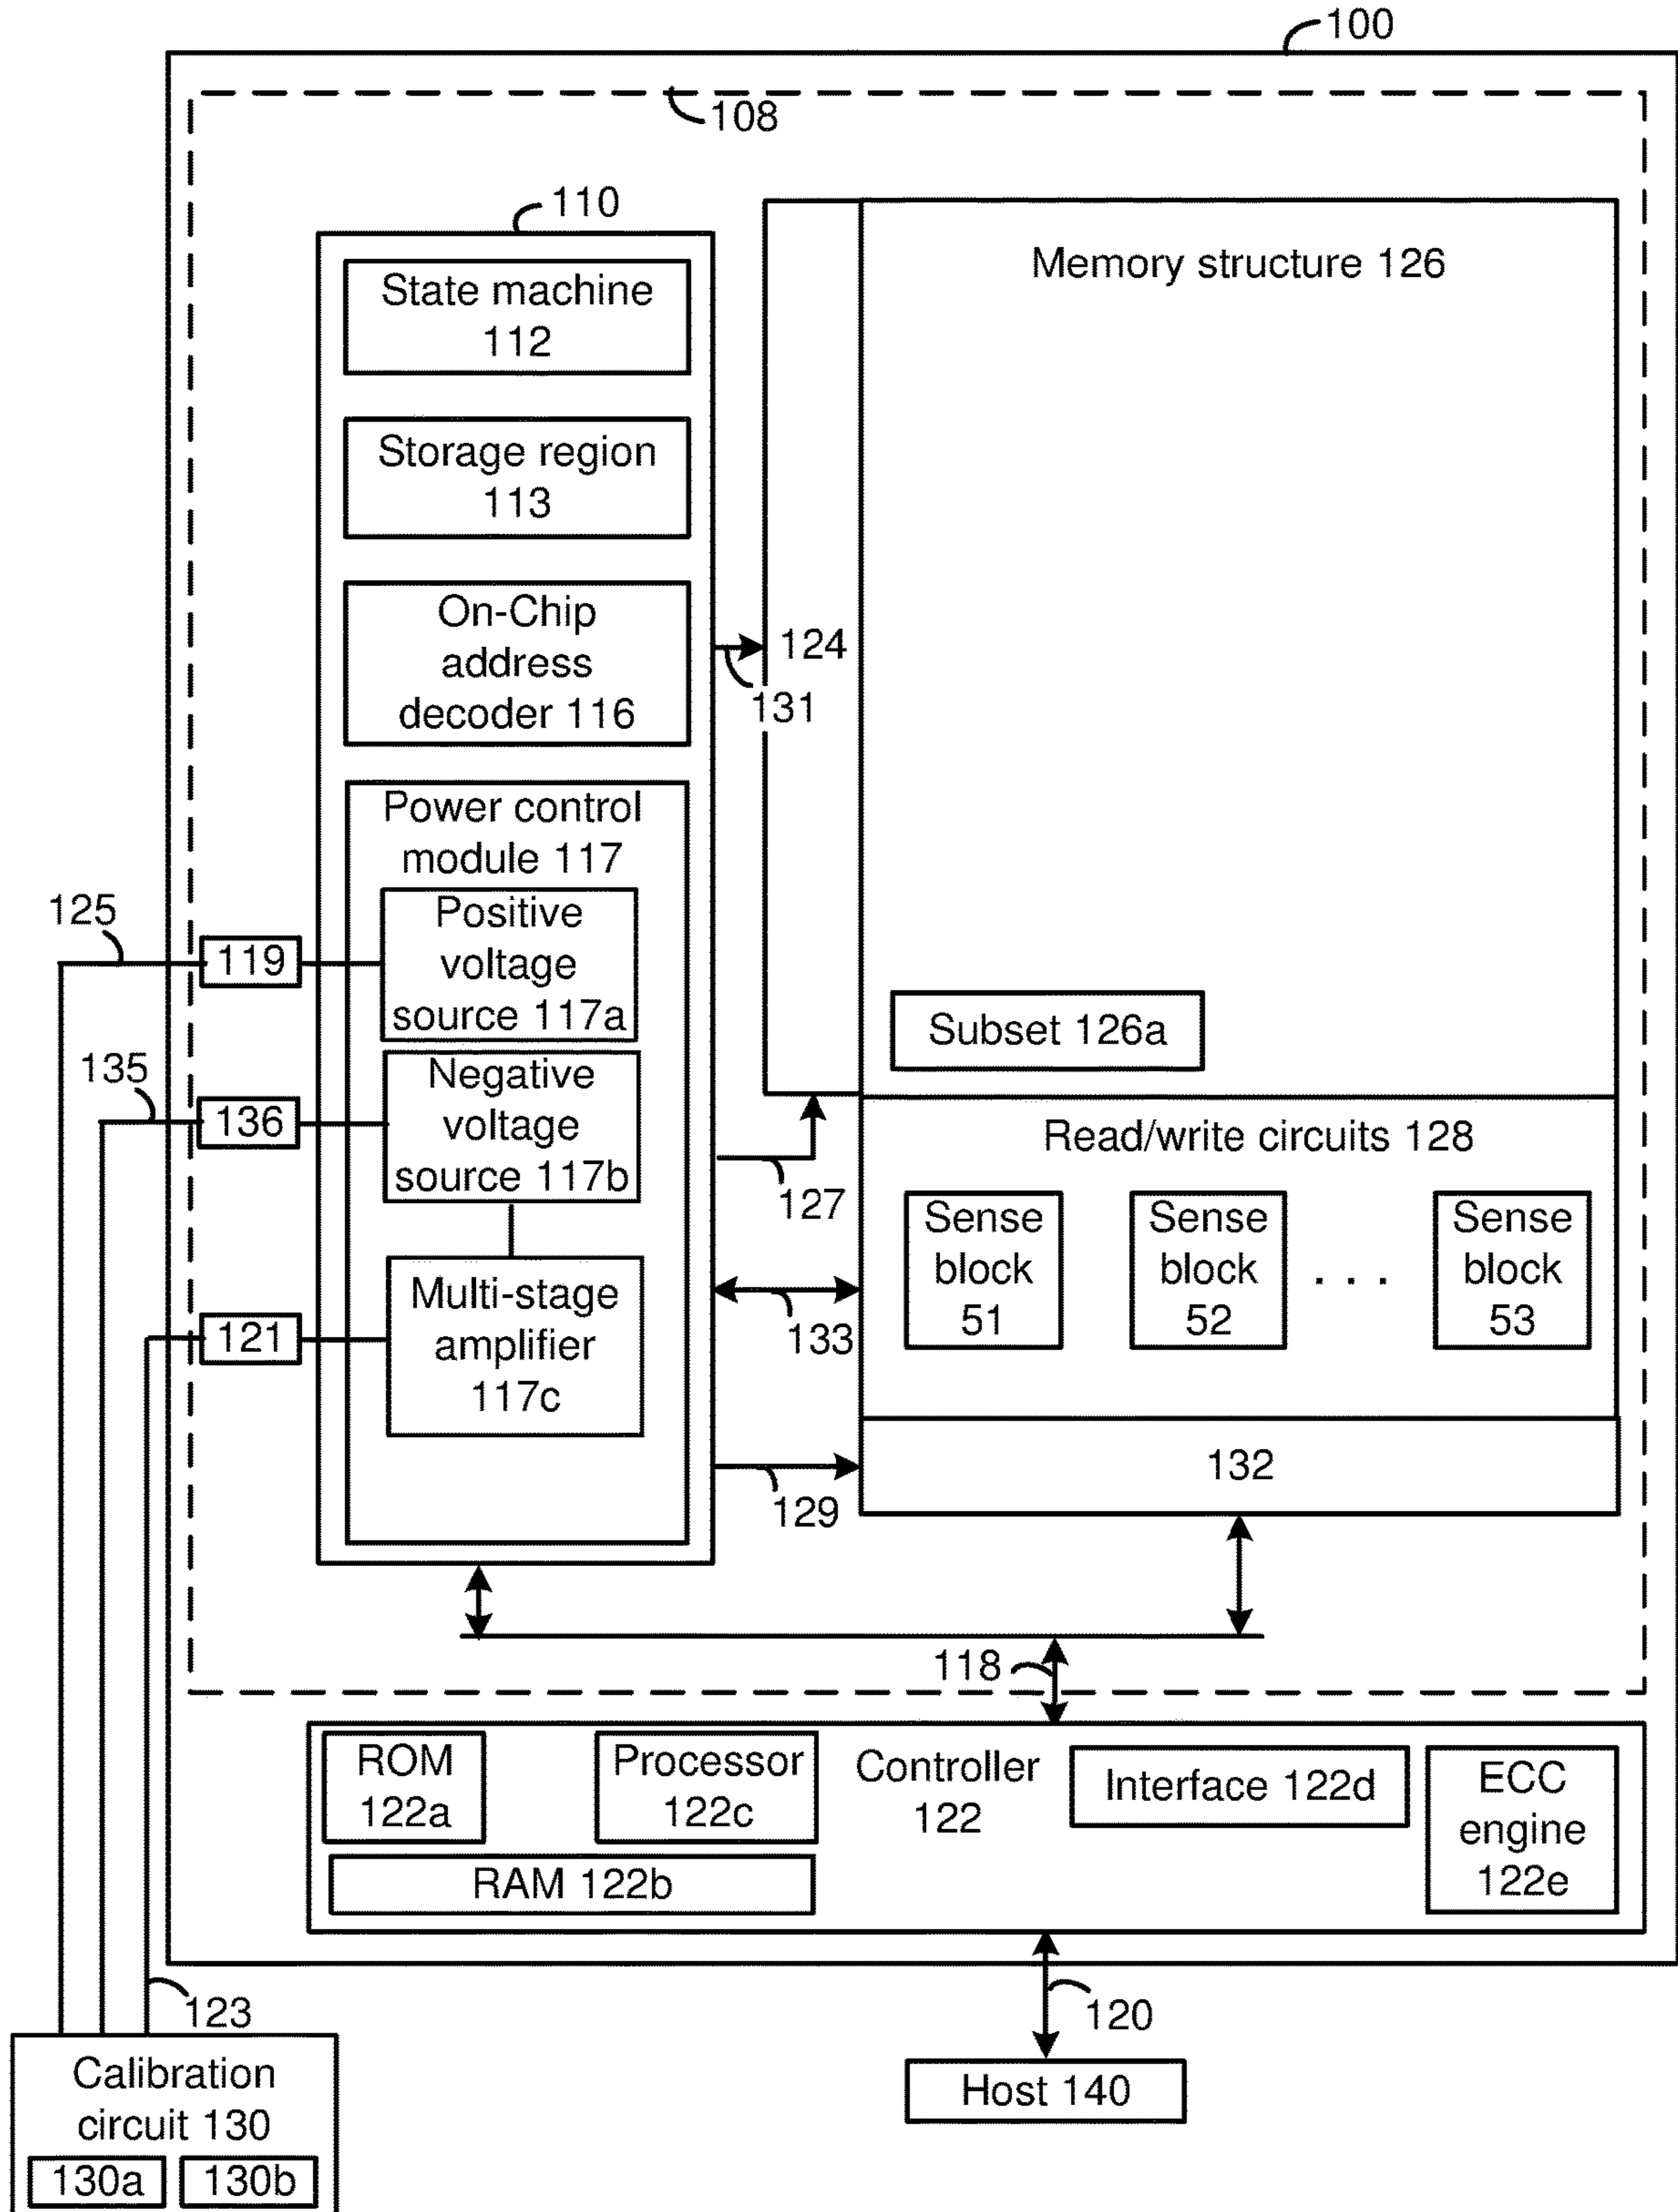 100
108
110
State machine
112
Storage region
113
On-Chip
address
decoder 116
Power control
module 117
Positive
voltage
source 117a
Negative
voltage
source 117b
Multi-stage
amplifier
117c
125
119
135
136
121
124
131
127
133
129
Memory structure 126
Subset 126a
Read/write circuits 128
Sense
block
51
Sense
block
52
. . .
Sense
block
53
132
118
ROM
122a
Processor
122c
RAM 122b
Controller
122
Interface 122d
ECC
engine
122e
123
120
Calibration
circuit 130
130a
130b
Host 140